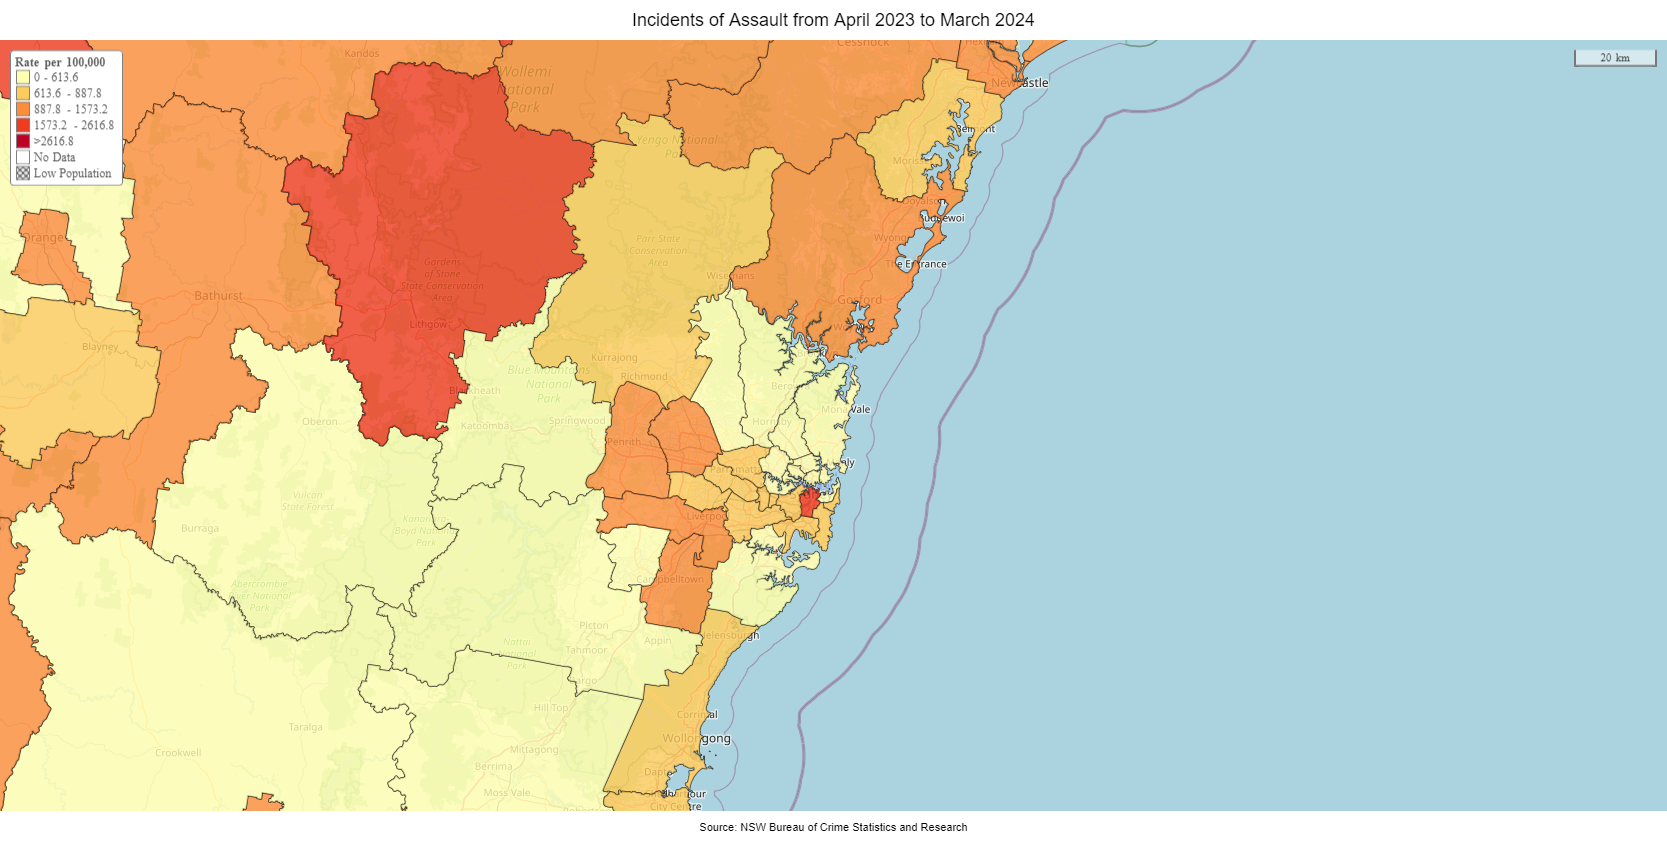 Incidents of Assault from April 2023 to March 2024
Rate per 100,000
0 - 613.6
613.6 - 887.8
887.8 - 1573.2
1573.2 - 2616.8
>2616.8
No Data
Low Population
20 km
Kandos
Cessnock
Wollemi
National
Park
Newcastle
Belmont
Yengo National
Park
Morisset
Doyalson
Budgewoi
Orange
Wyong
Parr State
Conservation
Area
The Entrance
Gardens
of Stone
State Conservation
Area
Wisemans
Bathurst
Gosford
Lithgow
Blayney
Kurrajong
Blue Mountains
National
Park
Richmond
Blackheath
Mona Vale
Oberon
Katoomba
Springwood
Hornsby
Penrith
Manly
Parramatta
Vulcan
State Forest
Liverpool
Burraga
Kanangra
Boyd National
Park
Campbelltown
Abercrombie
River National
Park
Picton
Helensburgh
Nattai
National
Park
Tahmoor
Appin
Bargo
Hill Top
Corrimal
Taralga
Wollongong
Crookwell
Mittagong
Berrima
Dapto
Moss Vale
City Centre
Source: NSW Bureau of Crime Statistics and Research